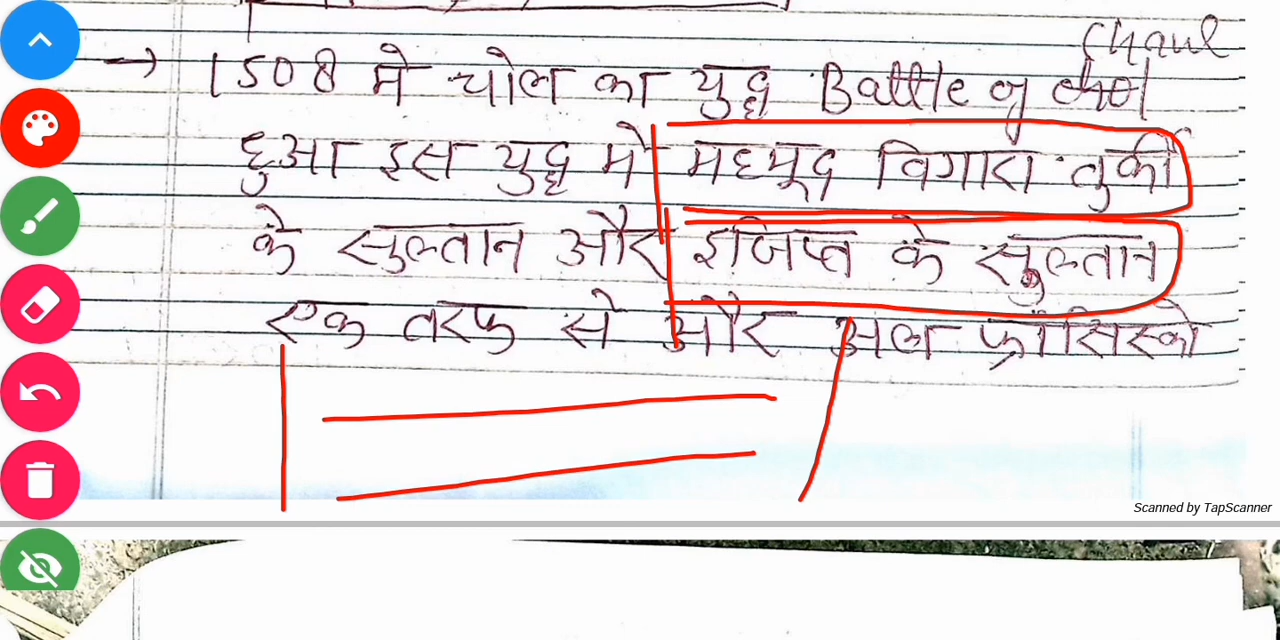 Chaul
→ 1508 मे चोल का युद्ध Battle of chol
हुआ इस युद्ध मे महमूद विगारा तुर्की
के सुल्तान और इजिप्त के सुल्तान
एक तरफ से और अल फ्राँसिस्को
Scanned by TapScanner